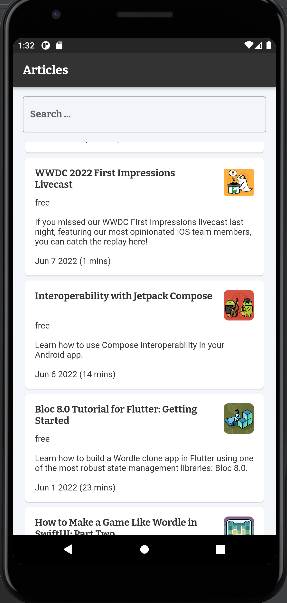 1:32
Articles
Search ...
WWDC 2022 First Impressions
Livecast
free
If you missed our WWDC First Impressions livecast last
night, featuring our most opinionated iOS team members,
you can catch the replay here!
Jun 7 2022 (1 mins)
Interoperability with Jetpack Compose
free
Learn how to use Compose Interoperability in your
Android app.
Jun 6 2022 (14 mins)
Bloc 8.0 Tutorial for Flutter: Getting
Started
free
Learn how to build a Wordle clone app in Flutter using one
of the most robust state management libraries: Bloc 8.0.
Jun 1 2022 (23 mins)
How to Make a Game Like Wordle in
SwiftUI: Part Two